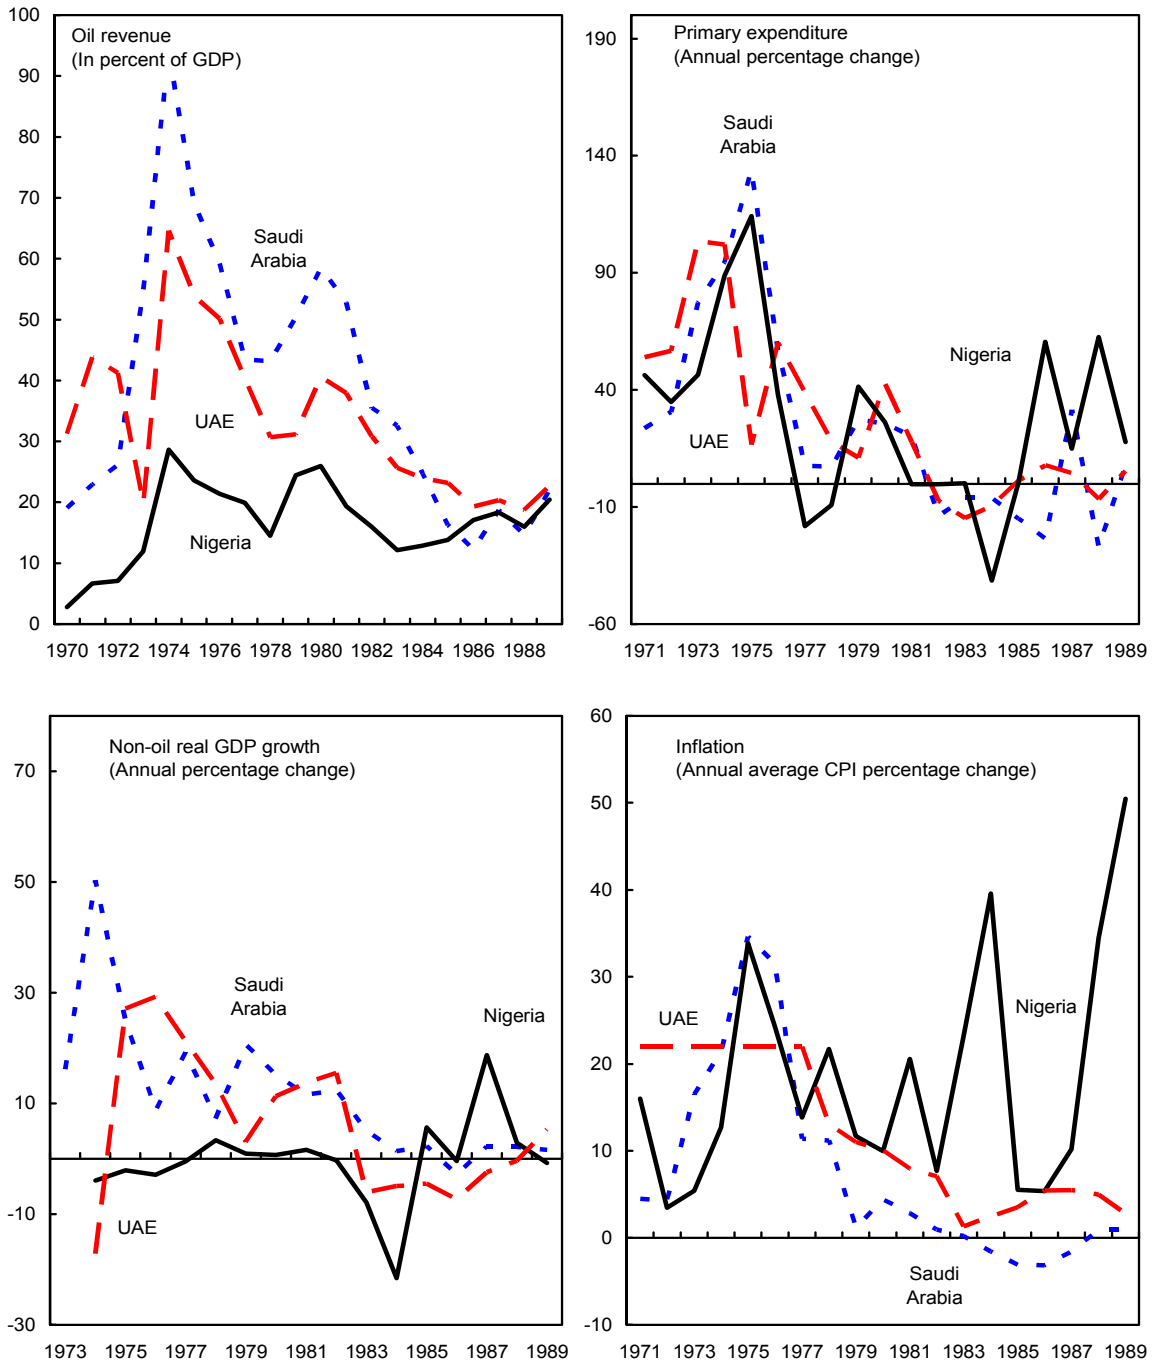 Oil revenue
(In percent of GDP)
100
90
80
70
60
50
40
30
20
10
0
Saudi
Arabia
UAE
Nigeria
1970 1972 1974 1976 1978 1980 1982 1984 1986 1988
Primary expenditure
(Annual percentage change)
190
140
90
40
-10
-60
Saudi
Arabia
Nigeria
UAE
1971 1973 1975 1977 1979 1981 1983 1985 1987 1989
Non-oil real GDP growth
(Annual percentage change)
70
50
30
10
-10
-30
Saudi
Arabia
Nigeria
UAE
1973 1975 1977 1979 1981 1983 1985 1987 1989
Inflation
(Annual average CPI percentage change)
60
50
40
30
20
10
0
-10
UAE
Nigeria
Saudi
Arabia
1971 1973 1975 1977 1979 1981 1983 1985 1987 1989